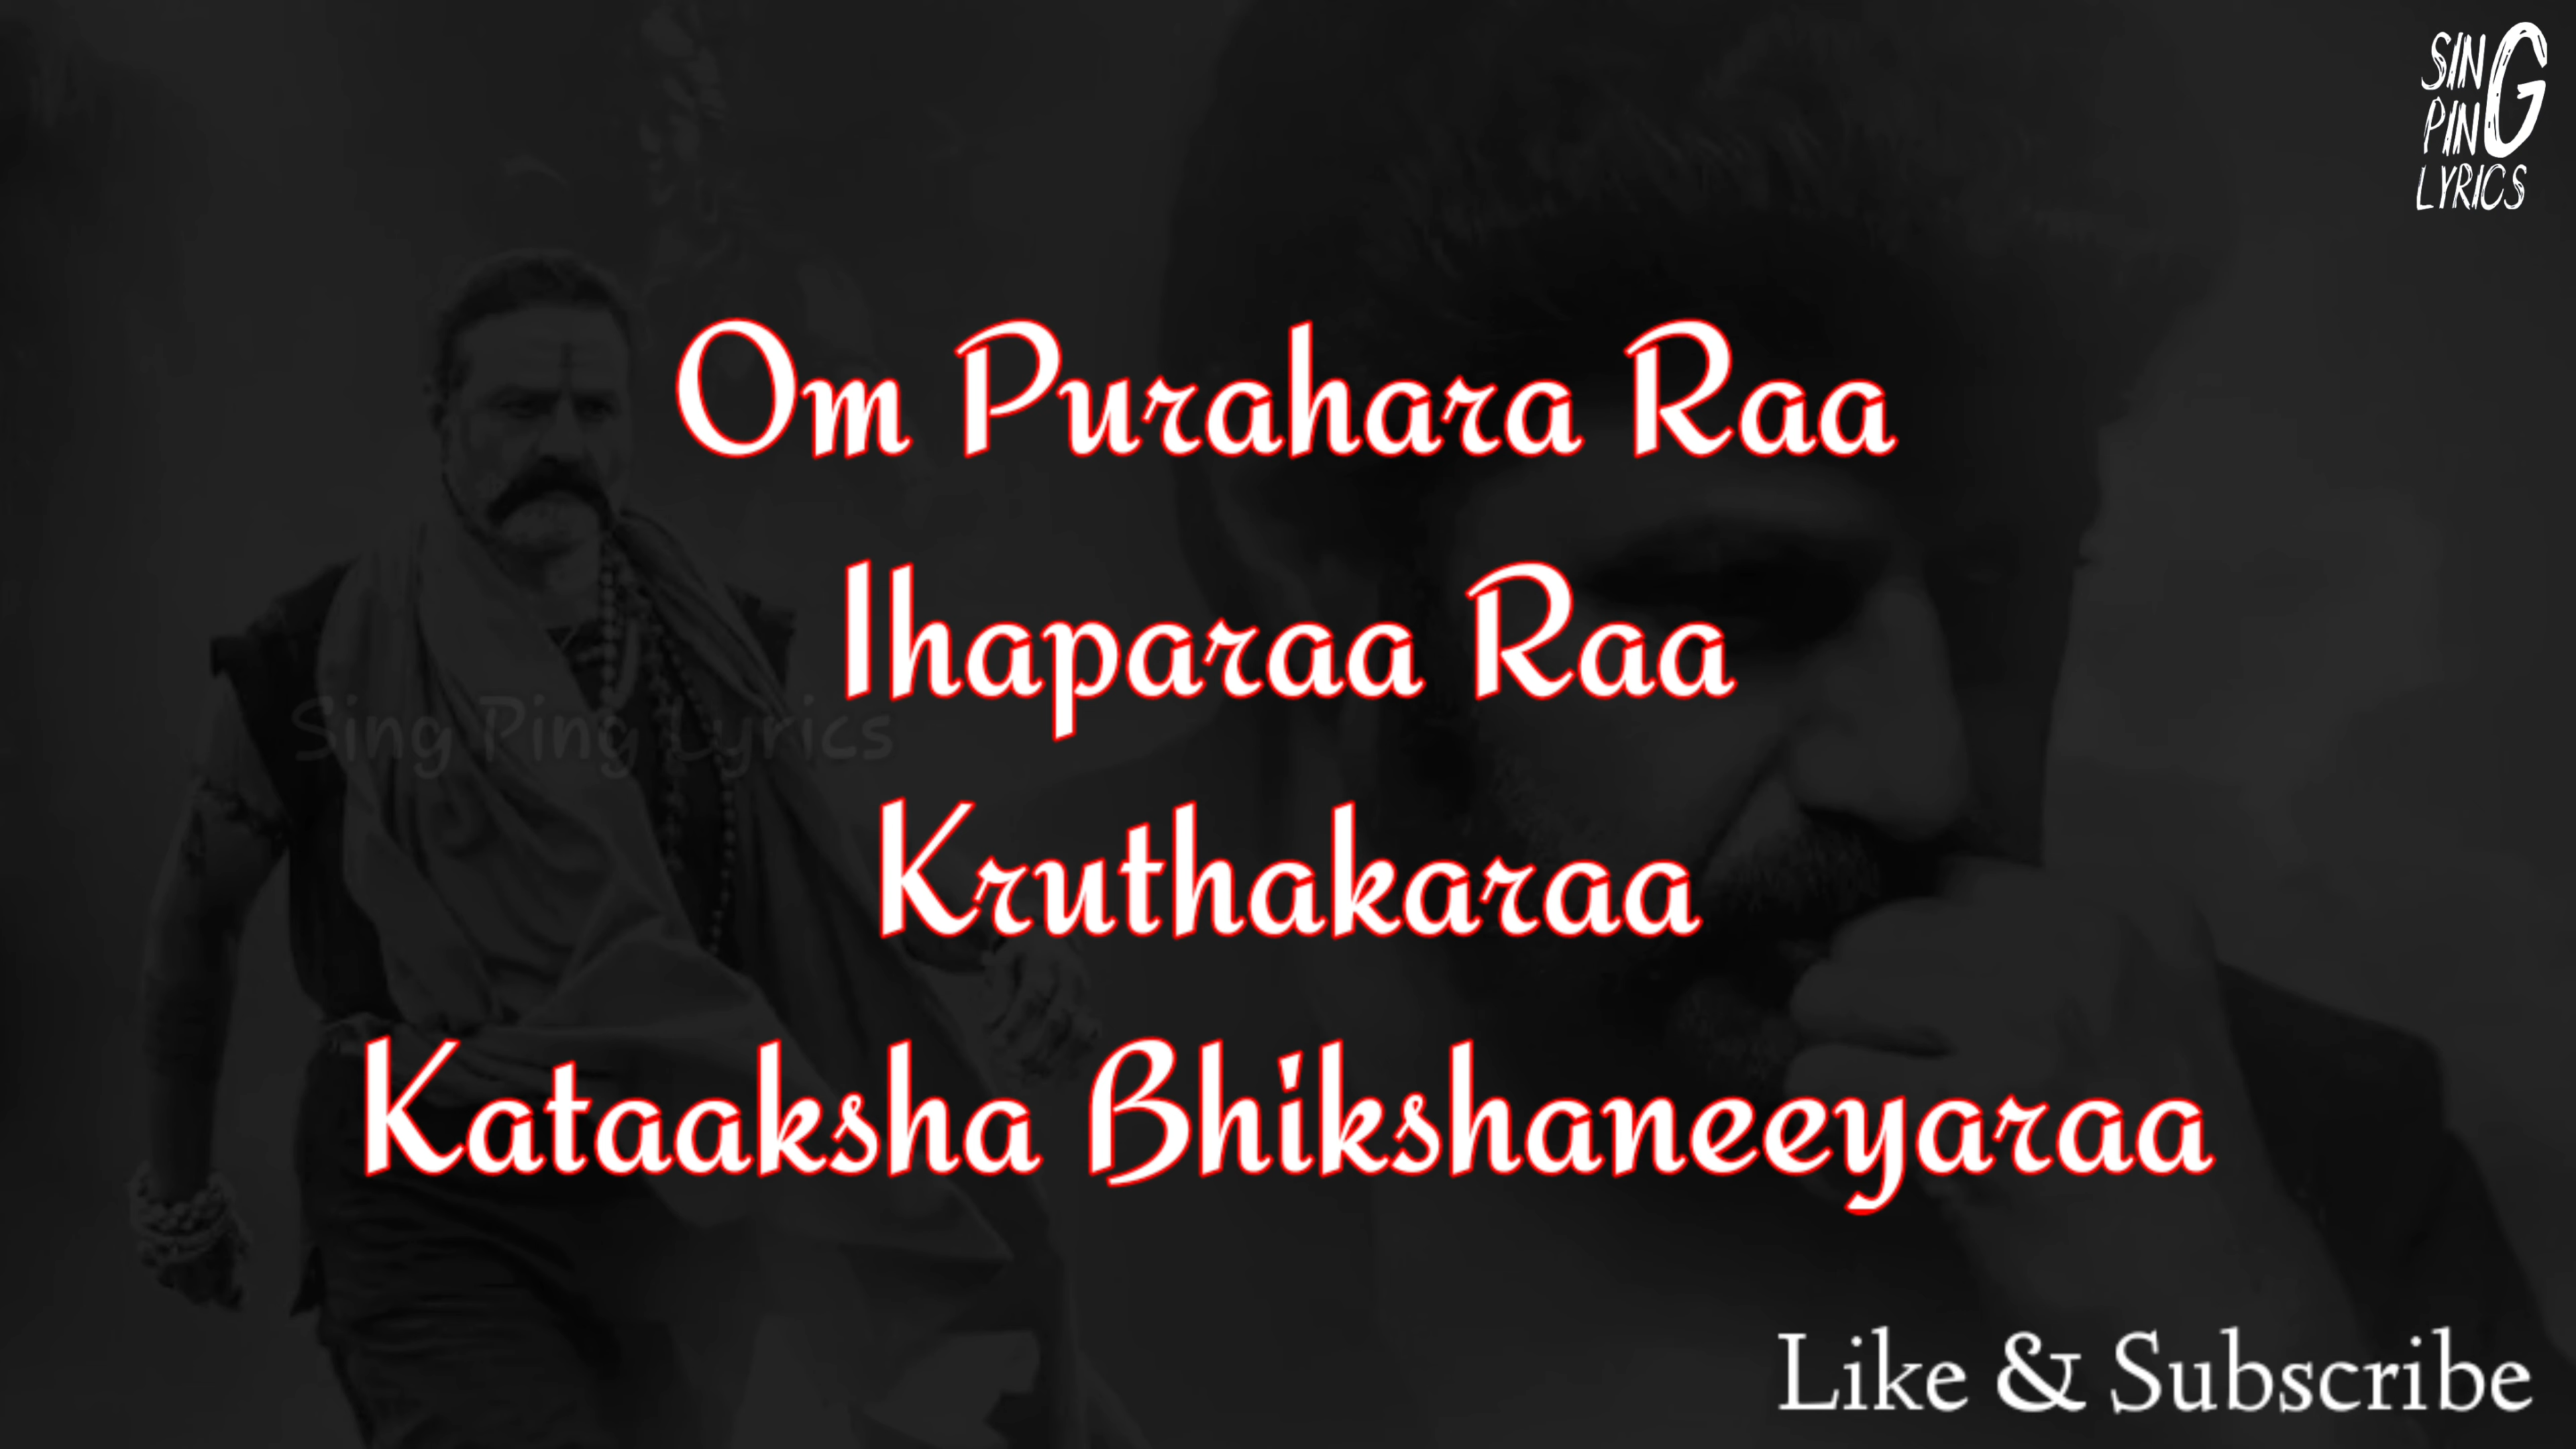 SING
PING
LYRICS
Om Purahara Raa
Ihaparaa Raa
Sing Ping Lyrics
Kruthakaraa
Kataaksha Bhikshaneeyaraa
Like & Subscribe